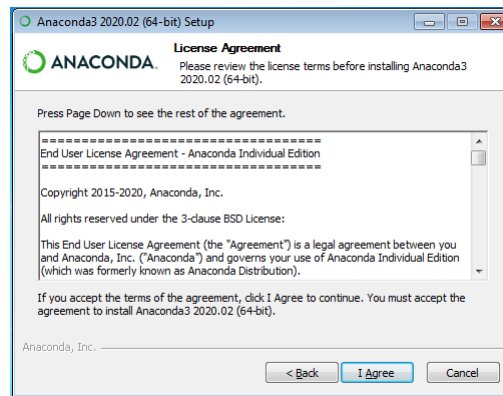 Anaconda3 2020.02 (64-bit) Setup
ANACONDA.
License Agreement
Please review the license terms before installing Anaconda3
2020.02 (64-bit).
Press Page Down to see the rest of the agreement.
=====================================
End User License Agreement - Anaconda Individual Edition
=====================================
Copyright 2015-2020, Anaconda, Inc.
All rights reserved under the 3-clause BSD License:
This End User License Agreement (the "Agreement") is a legal agreement between you
and Anaconda, Inc. ("Anaconda") and governs your use of Anaconda Individual Edition
(which was formerly known as Anaconda Distribution).
If you accept the terms of the agreement, click I Agree to continue. You must accept the
agreement to install Anaconda3 2020.02 (64-bit).
Anaconda, Inc.
< Back
I Agree
Cancel